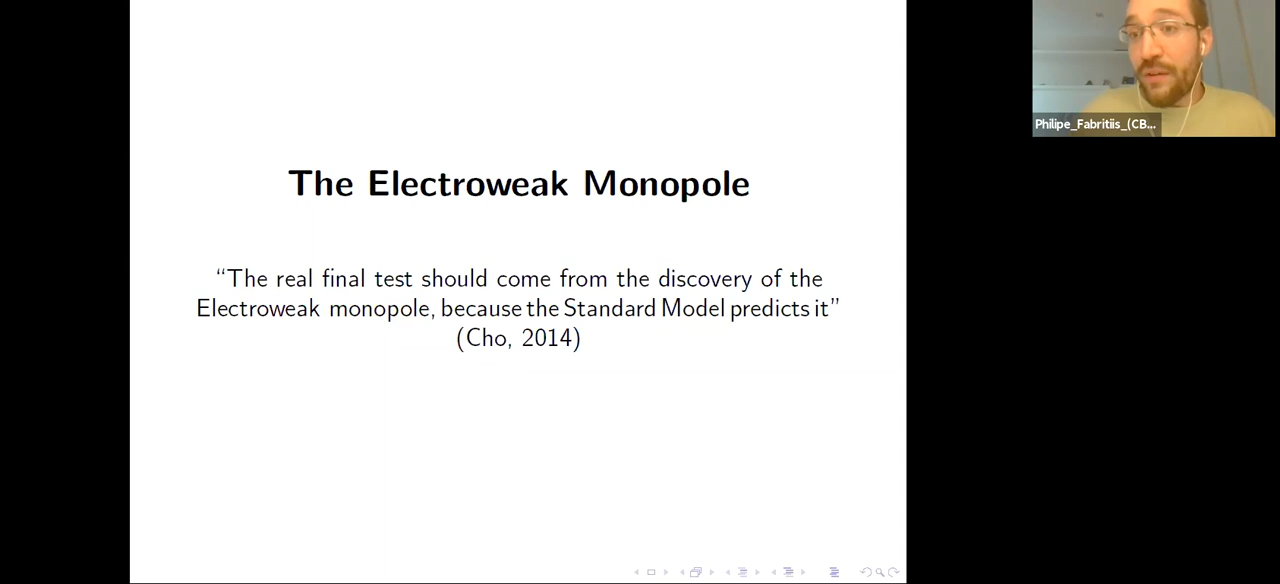 The Electroweak Monopole
“The real final test should come from the discovery of the
Electroweak monopole, because the Standard Model predicts it”
(Cho, 2014)
Philipe_Fabritiis_(CB...